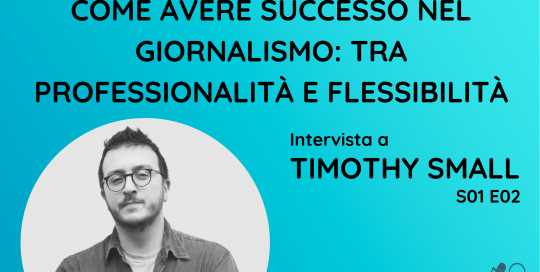 COME AVERE SUCCESSO NEL
GIORNALISMO: TRA
PROFESSIONALITÀ E FLESSIBILITÀ
Intervista a
TIMOTHY SMALL
S01 E02